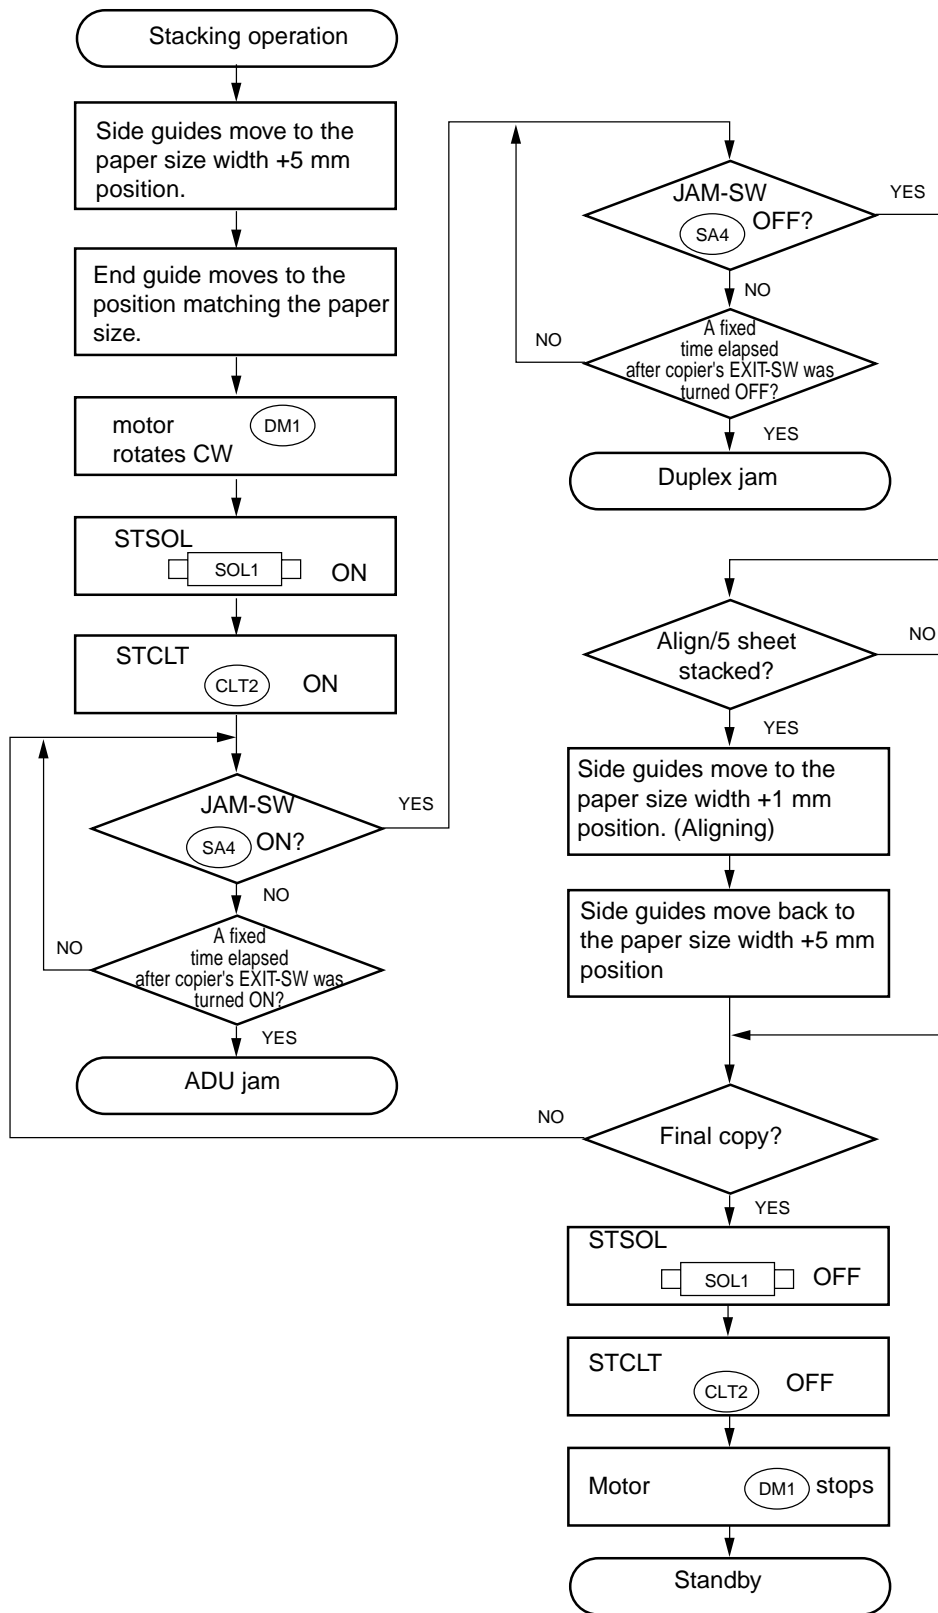 Stacking operation
Side guides move to the
paper size width +5 mm
position.
End guide moves to the
position matching the paper
size.
motor DM1
rotates CW
STSOL
SOL1 ON
STCLT
CLT2 ON
JAM-SW
SA4 ON?
YES
NO
A fixed
time elapsed
after copier's EXIT-SW was
turned ON?
NO
YES
ADU jam
JAM-SW
SA4 OFF?
YES
NO
A fixed
time elapsed
after copier's EXIT-SW was
turned OFF?
NO
YES
Duplex jam
Align/5 sheet
stacked?
NO
YES
Side guides move to the
paper size width +1 mm
position. (Aligning)
Side guides move back to
the paper size width +5 mm
position
Final copy?
NO
YES
STSOL
SOL1 OFF
STCLT
CLT2 OFF
Motor DM1 stops
Standby